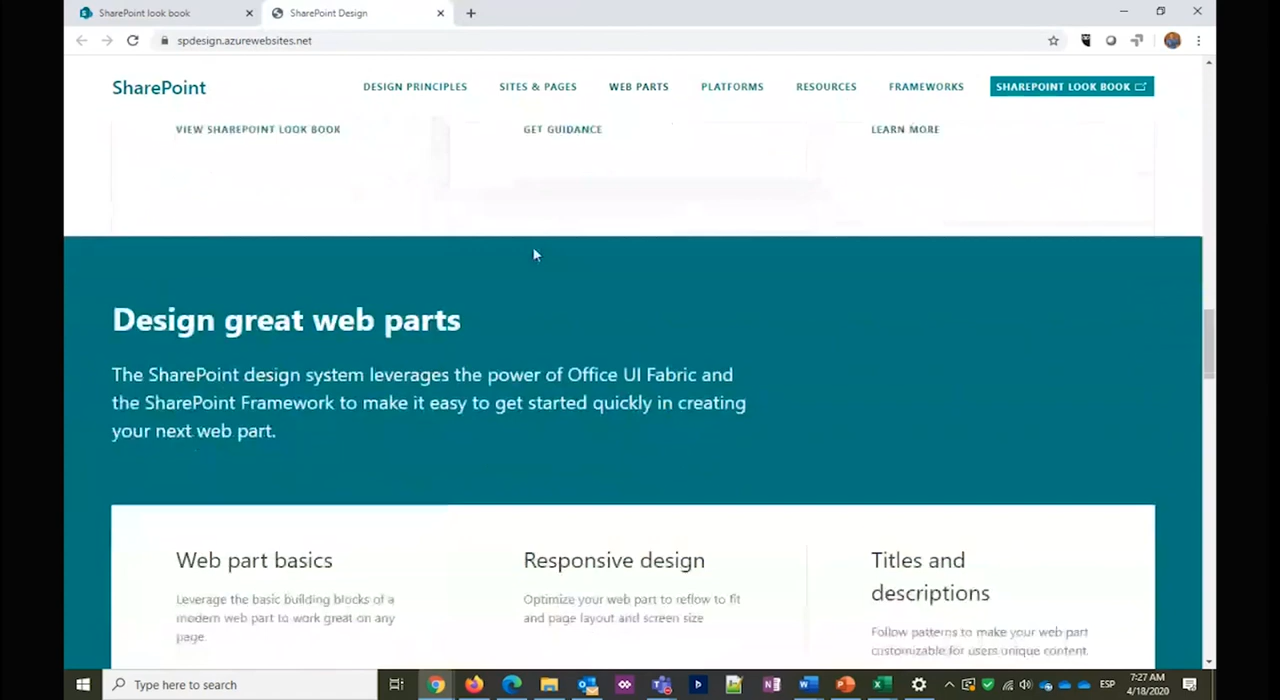 SharePoint look book
SharePoint Design
spdesign.azurewebsites.net
SharePoint
DESIGN PRINCIPLES
SITES & PAGES
WEB PARTS
PLATFORMS
RESOURCES
FRAMEWORKS
SHAREPOINT LOOK BOOK
VIEW SHAREPOINT LOOK BOOK
GET GUIDANCE
LEARN MORE
Design great web parts
The SharePoint design system leverages the power of Office UI Fabric and
the SharePoint Framework to make it easy to get started quickly in creating
your next web part.
Web part basics
Leverage the basic building blocks of a
modern web part to work great on any
page.
Responsive design
Optimize your web part to reflow to fit
and page layout and screen size
Titles and
descriptions
Follow patterns to make your web part
customizable for users unique content.
Type here to search
ESP
7:27 AM
4/18/2020